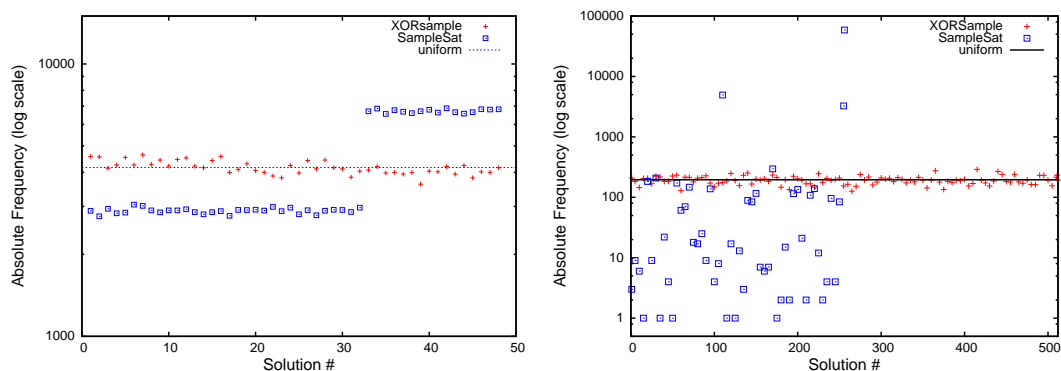 XORsample
SampleSat
uniform
10000
1000
0 10 20 30 40 50
Absolute Frequency (log scale)
Solution #
XORsample
SampleSat
uniform
100000
10000
1000
100
10
1
0 100 200 300 400 500
Absolute Frequency (log scale)
Solution #